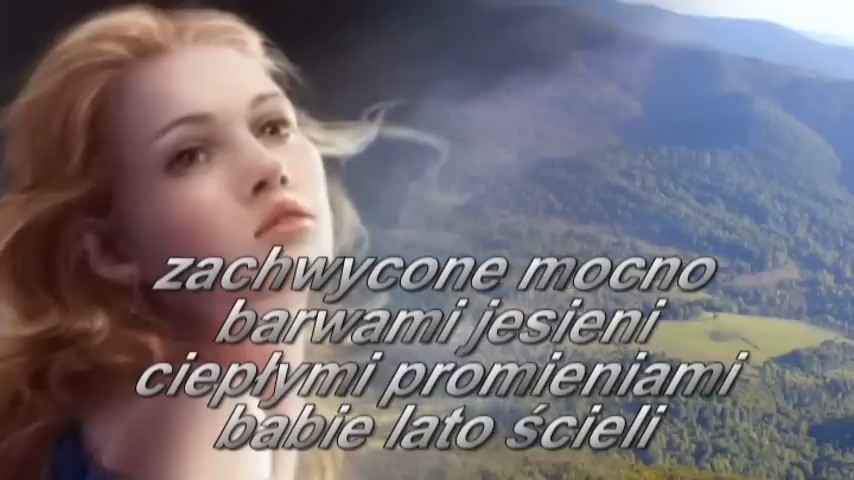 zachwycone mocno
barwami jesieni
ciepłymi promieniami
babie lato ścieli